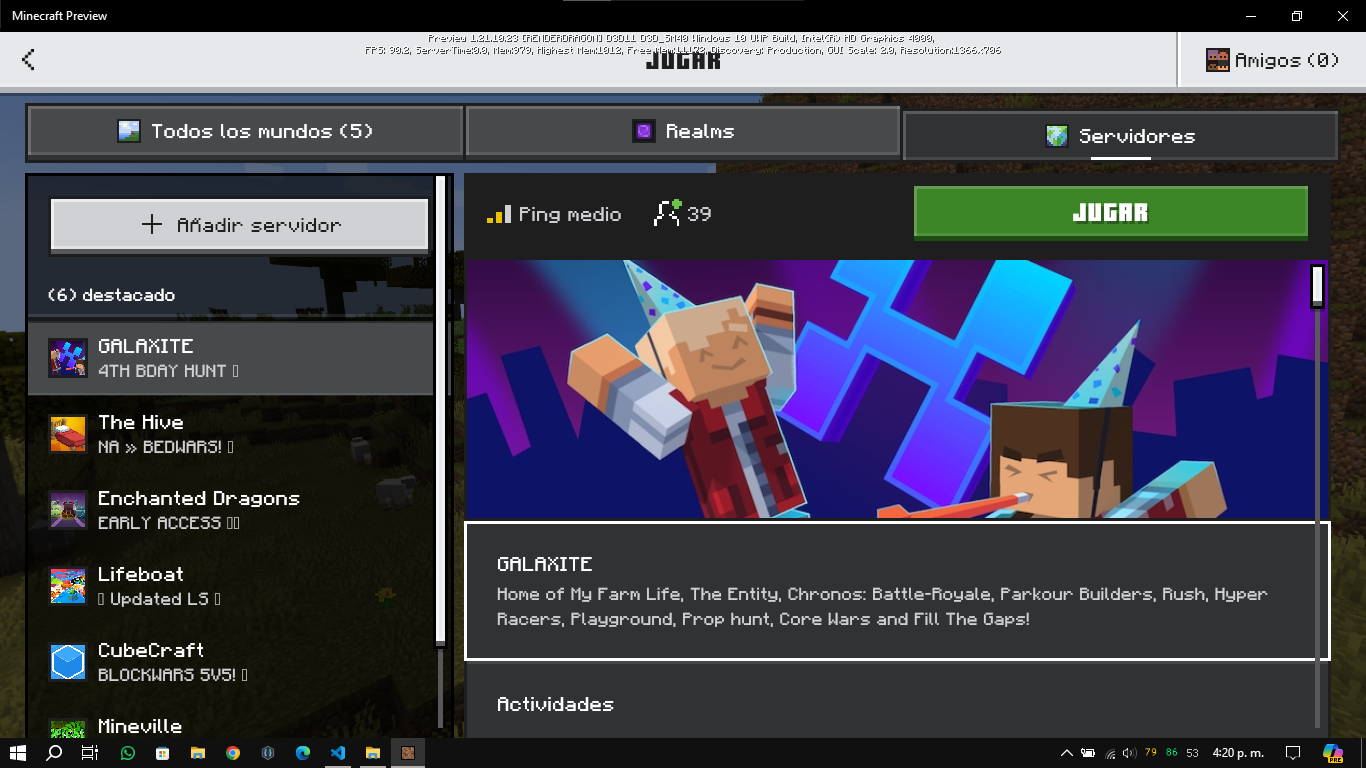 Minecraft Preview
Preview 1.21.10.23 (RENDERDRAGON) D3D11 D3D_SM40 Windows 10 UWP Build, Intel(R) HD Graphics 4000,
FPS: 90.2, ServerTime:0.0, Mem:979, Highest Mem:1012, Free Mem:11172, Discovery: Production, GUI Scale: 2.0, Resolution:1366x706
JUGAR
Amigos (0)
Todos los mundos (5)
Realms
Servidores
Añadir servidor
Ping medio
39
JUGAR
(6) destacado
GALAXITE
4TH BDAY HUNT
The Hive
NA » BEDWARS!
Enchanted Dragons
EARLY ACCESS
Lifeboat
Updated LS
CubeCraft
BLOCKWARS 5V5!
Mineville
GALAXITE
Home of My Farm Life, The Entity, Chronos: Battle-Royale, Parkour Builders, Rush, Hyper
Racers, Playground, Prop hunt, Core Wars and Fill The Gaps!
Actividades
79 86 53
4:20 p. m.
PRE